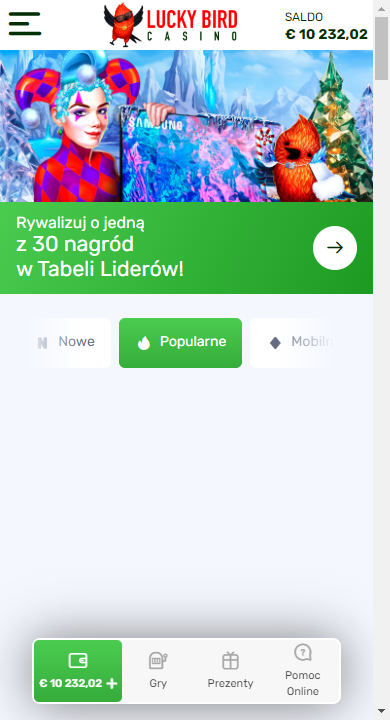 LUCKY BIRD
CASINO
SALDO
€ 10 232,02
SAMSUNG
Rywalizuj o jedną
z 30 nagród
w Tabeli Liderów!
N Nowe
Popularne
Mobiln
€ 10 232,02 +
Gry
Prezenty
Pomoc
Online